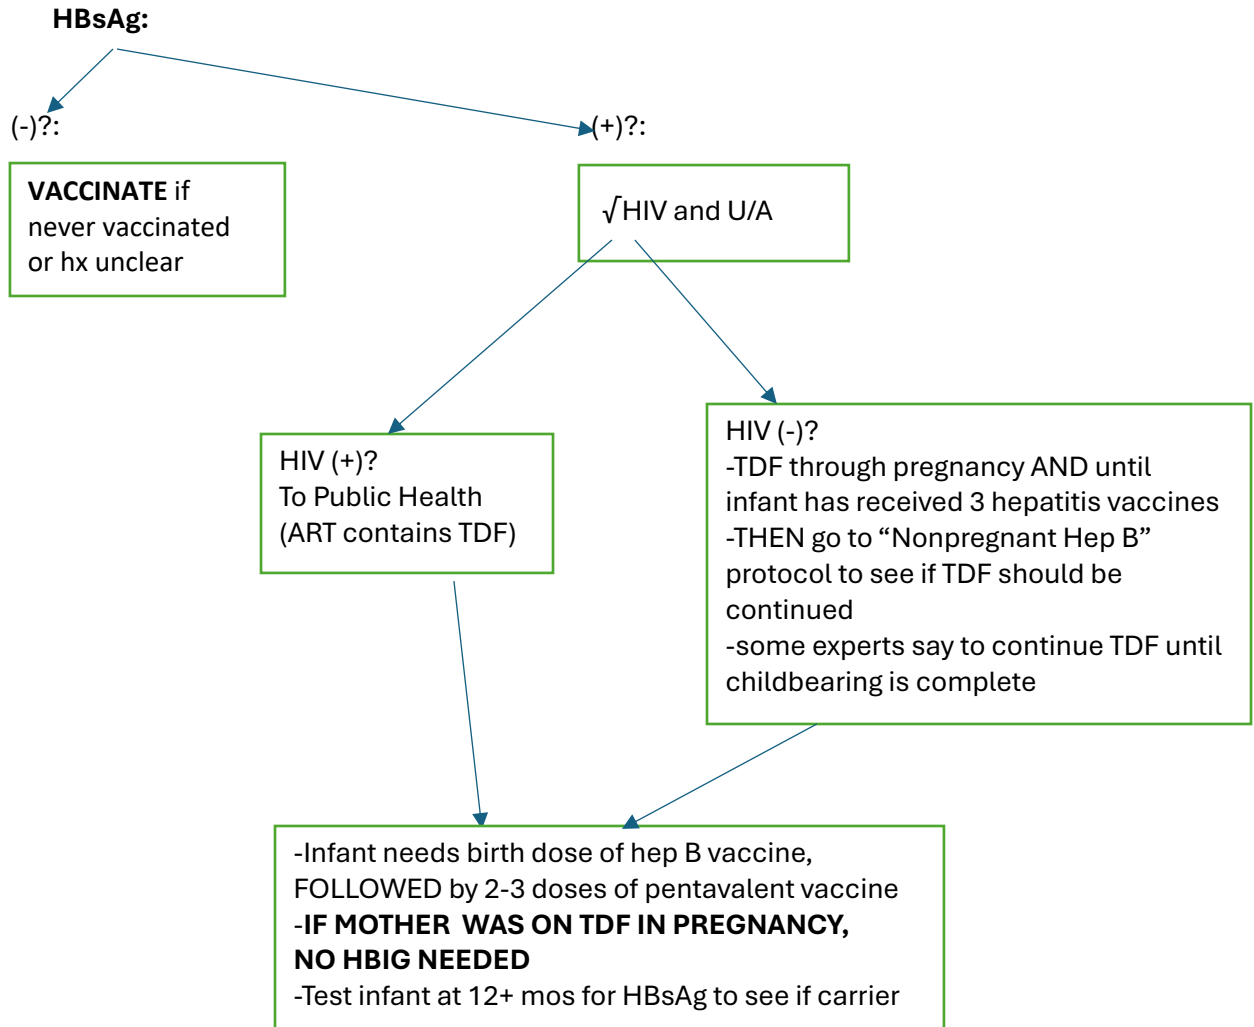 HBsAg:
(-)?:
(+)?:
VACCINATE if
never vaccinated
or hx unclear
√HIV and U/A
HIV (+)?
To Public Health
(ART contains TDF)
HIV (-)?
-TDF through pregnancy AND until
infant has received 3 hepatitis vaccines
-THEN go to “Nonpregnant Hep B”
protocol to see if TDF should be
continued
-some experts say to continue TDF until
childbearing is complete
-Infant needs birth dose of hep B vaccine,
FOLLOWED by 2-3 doses of pentavalent vaccine
-IF MOTHER WAS ON TDF IN PREGNANCY,
NO HBIG NEEDED
-Test infant at 12+ mos for HBsAg to see if carrier